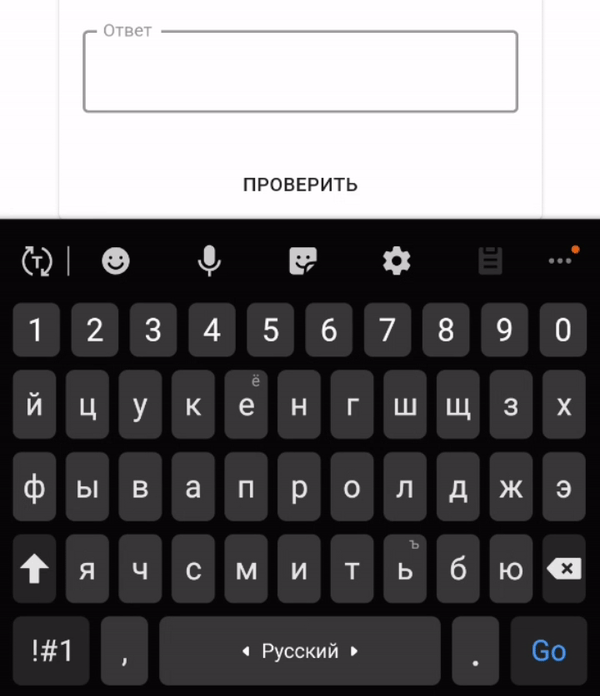 Ответ
ПРОВЕРИТЬ
T
1 2 3 4 5 6 7 8 9 0
й ц у к е ё н г ш щ з х
ф ы в а п р о л д ж э
я ч с м и т ь ъ б ю
!#1 , Русский . Go